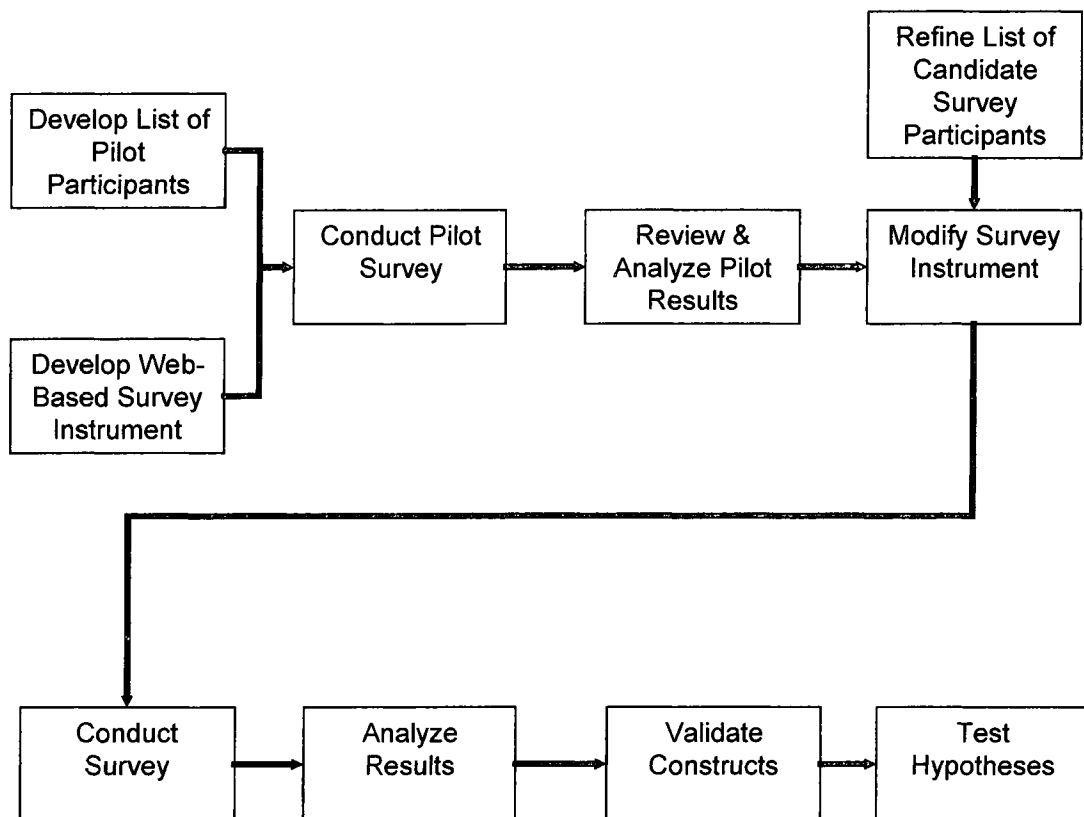 Refine List of
Candidate
Survey
Participants
Develop List of
Pilot
Participants
Conduct Pilot
Survey
Review &
Analyze Pilot
Results
Modify Survey
Instrument
Develop Web-
Based Survey
Instrument
Conduct
Survey
Analyze
Results
Validate
Constructs
Test
Hypotheses